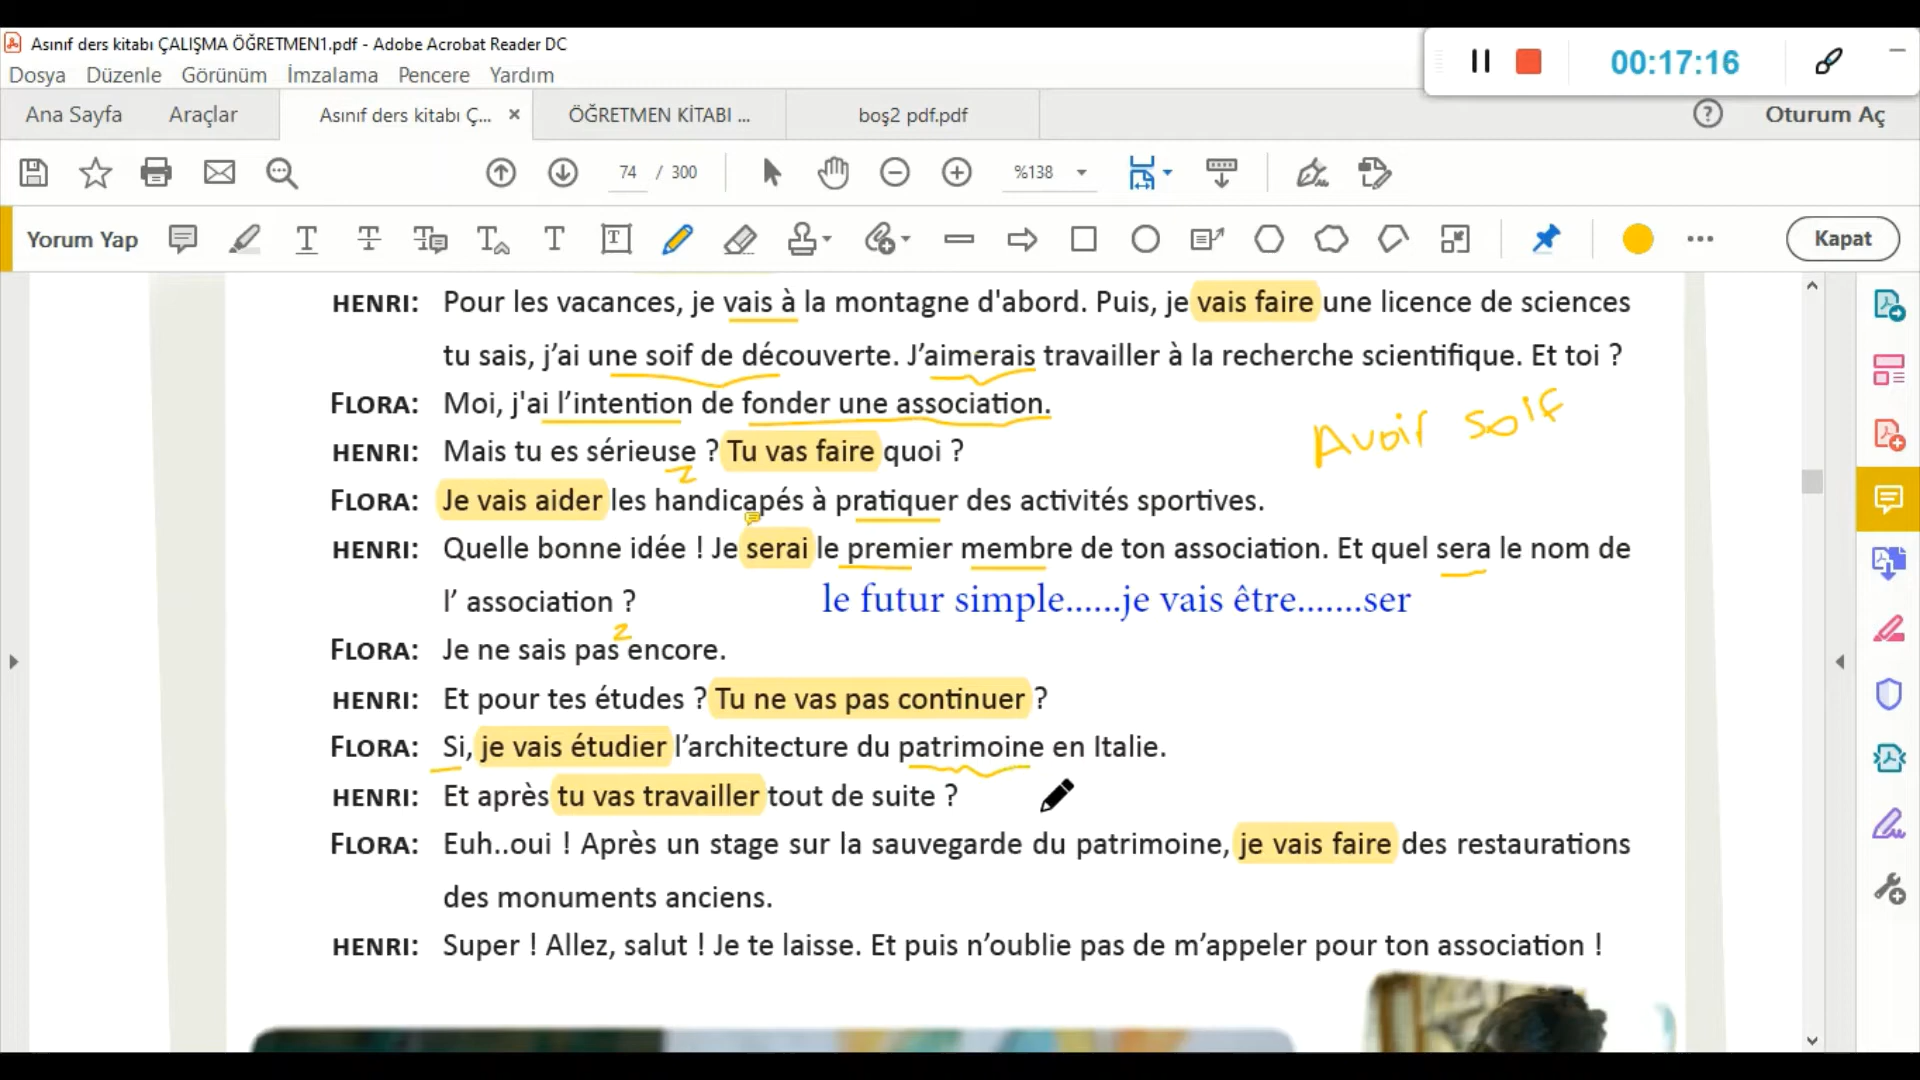 Asınıf ders kitabı ÇALIŞMA ÖĞRETMEN1.pdf - Adobe Acrobat Reader DC
00:17:16
Dosya Düzenle Görünüm İmzalama Pencere Yardım
Ana Sayfa Araçlar Asınıf ders kitabı Ç... × ÖĞRETMEN KİTABI ... boş2 pdf.pdf Oturum Aç
74 / 300 %138
Yorum Yap Kapat
HENRI: Pour les vacances, je vais à la montagne d'abord. Puis, je vais faire une licence de sciences
tu sais, j’ai une soif de découverte. J’aimerais travailler à la recherche scientifique. Et toi ?
FLORA: Moi, j'ai l’intention de fonder une association.
Avoir soif
HENRI: Mais tu es sérieuse ? Tu vas faire quoi ?
z
FLORA: Je vais aider les handicapés à pratiquer des activités sportives.
HENRI: Quelle bonne idée ! Je serai le premier membre de ton association. Et quel sera le nom de
l’ association ?
le futur simple......je vais être.......ser
z
FLORA: Je ne sais pas encore.
HENRI: Et pour tes études ? Tu ne vas pas continuer ?
FLORA: Si, je vais étudier l’architecture du patrimoine en Italie.
HENRI: Et après tu vas travailler tout de suite ?
FLORA: Euh..oui ! Après un stage sur la sauvegarde du patrimoine, je vais faire des restaurations
des monuments anciens.
HENRI: Super ! Allez, salut ! Je te laisse. Et puis n’oublie pas de m’appeler pour ton association !